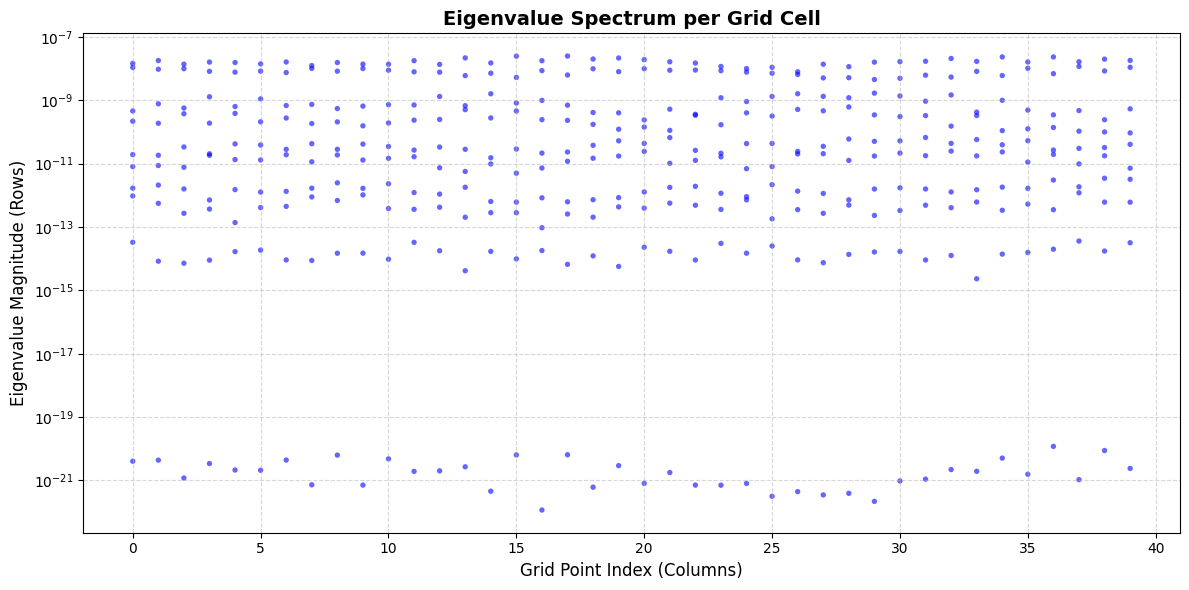 Eigenvalue Spectrum per Grid Cell
Eigenvalue Magnitude (Rows)
10⁻⁷
10⁻⁹
10⁻¹¹
10⁻¹³
10⁻¹⁵
10⁻¹⁷
10⁻¹⁹
10⁻²¹
0 5 10 15 20 25 30 35 40
Grid Point Index (Columns)